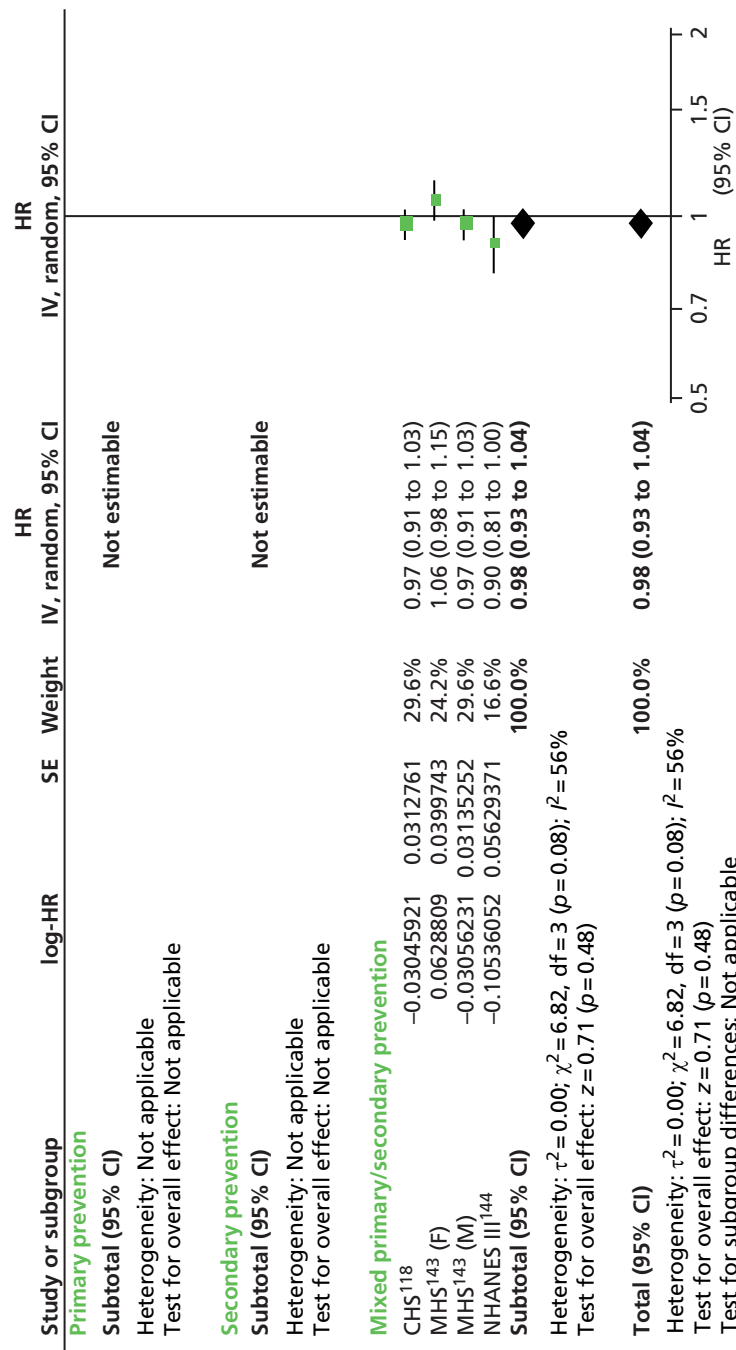 Study or subgroup log-HR SE Weight HR IV, random, 95% CI HR IV, random, 95% CI
Primary prevention
Subtotal (95% CI) Not estimable
Heterogeneity: Not applicable
Test for overall effect: Not applicable
Secondary prevention
Subtotal (95% CI) Not estimable
Heterogeneity: Not applicable
Test for overall effect: Not applicable
Mixed primary/secondary prevention
CHS¹¹⁸ −0.03045921 0.0312761 29.6% 0.97 (0.91 to 1.03)
MHS¹⁴³ (F) 0.0628809 0.0399743 24.2% 1.06 (0.98 to 1.15)
MHS¹⁴³ (M) −0.03056231 0.03135252 29.6% 0.97 (0.91 to 1.03)
NHANES III¹⁴⁴ −0.10536052 0.05629371 16.6% 0.90 (0.81 to 1.00)
Subtotal (95% CI) 100.0% 0.98 (0.93 to 1.04)
Heterogeneity: τ²=0.00; χ²=6.82, df=3 (p=0.08); I²=56%
Test for overall effect: z=0.71 (p=0.48)
Total (95% CI) 100.0% 0.98 (0.93 to 1.04)
Heterogeneity: τ²=0.00; χ²=6.82, df=3 (p=0.08); I²=56%
Test for overall effect: z=0.71 (p=0.48)
Test for subgroup differences: Not applicable
0.5 0.7 1 1.5 2
HR (95% CI)